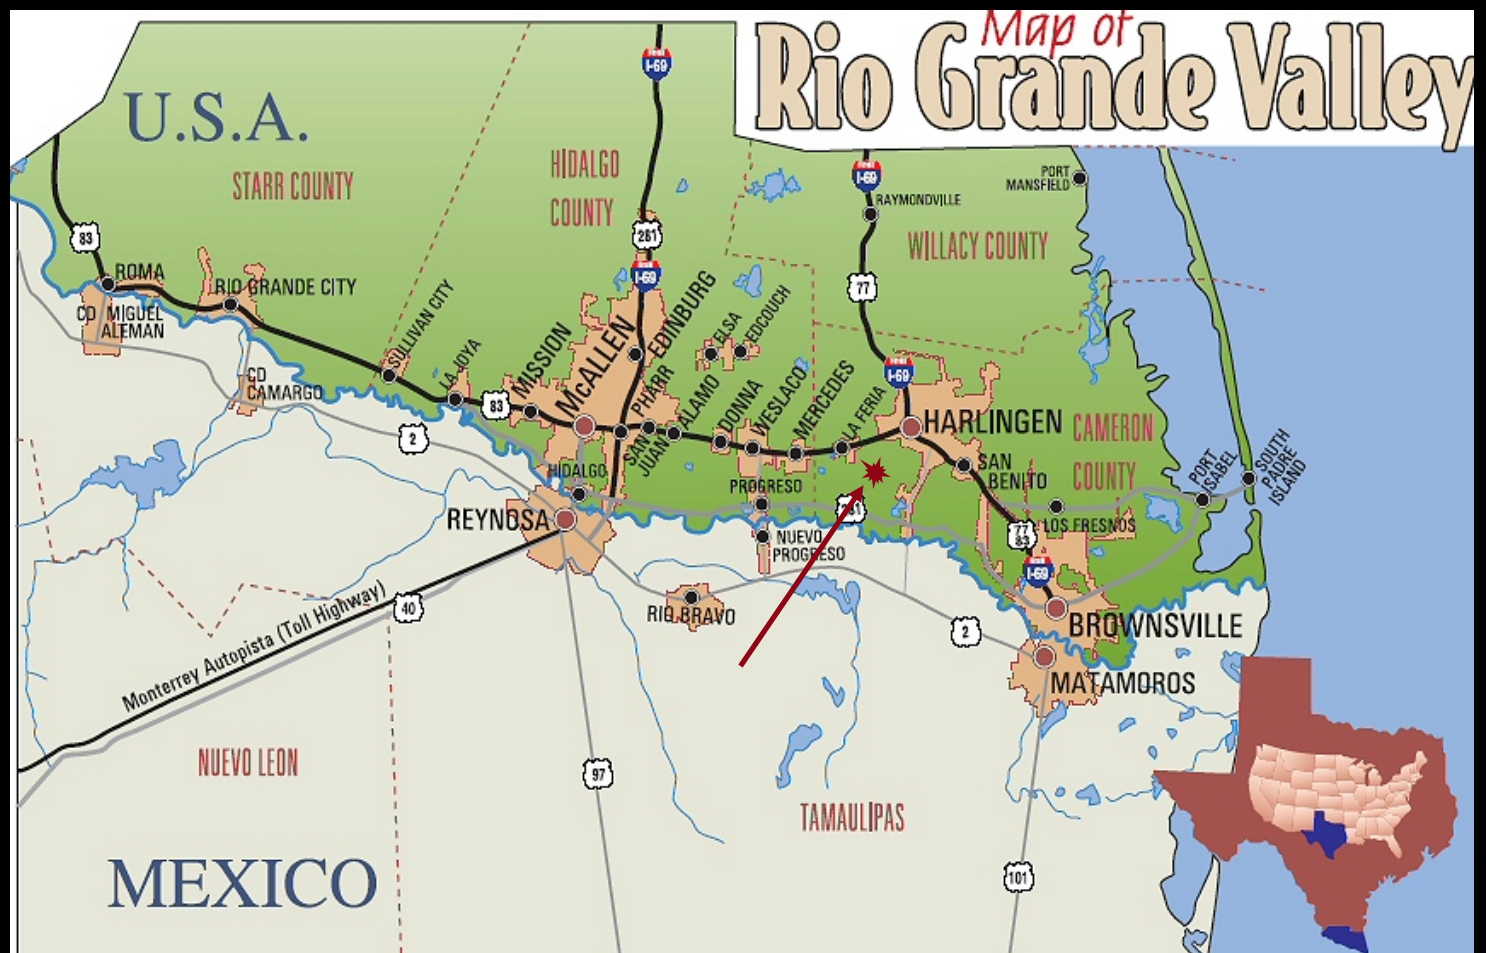 Map of
Rio Grande Valley
U.S.A.
STARR COUNTY
HIDALGO
COUNTY
I-69
I-69
PORT
MANSFIELD
RAYMONDVILLE
WILLACY COUNTY
83
281
I-69
77
ROMA
RIO GRANDE CITY
CD MIGUEL
ALEMAN
SULLIVAN CITY
LA JOYA
MISSION
McALLEN
EDINBURG
ELSA
EDCOUCH
I-69
CD
CAMARGO
83
PHARR
SAN
JUAN
ALAMO
DONNA
WESLACO
MERCEDES
LA FERIA
HARLINGEN
CAMERON
COUNTY
2
HIDALGO
PROGRESO
SAN
BENITO
PORT
ISABEL
SOUTH
PADRE
ISLAND
REYNOSA
NUEVO
PROGRESO
LOS FRESNOS
77
83
I-69
RIO BRAVO
40
Monterrey Autopista (Toll Highway)
2
BROWNSVILLE
MATAMOROS
NUEVO LEON
97
TAMAULIPAS
MEXICO
101